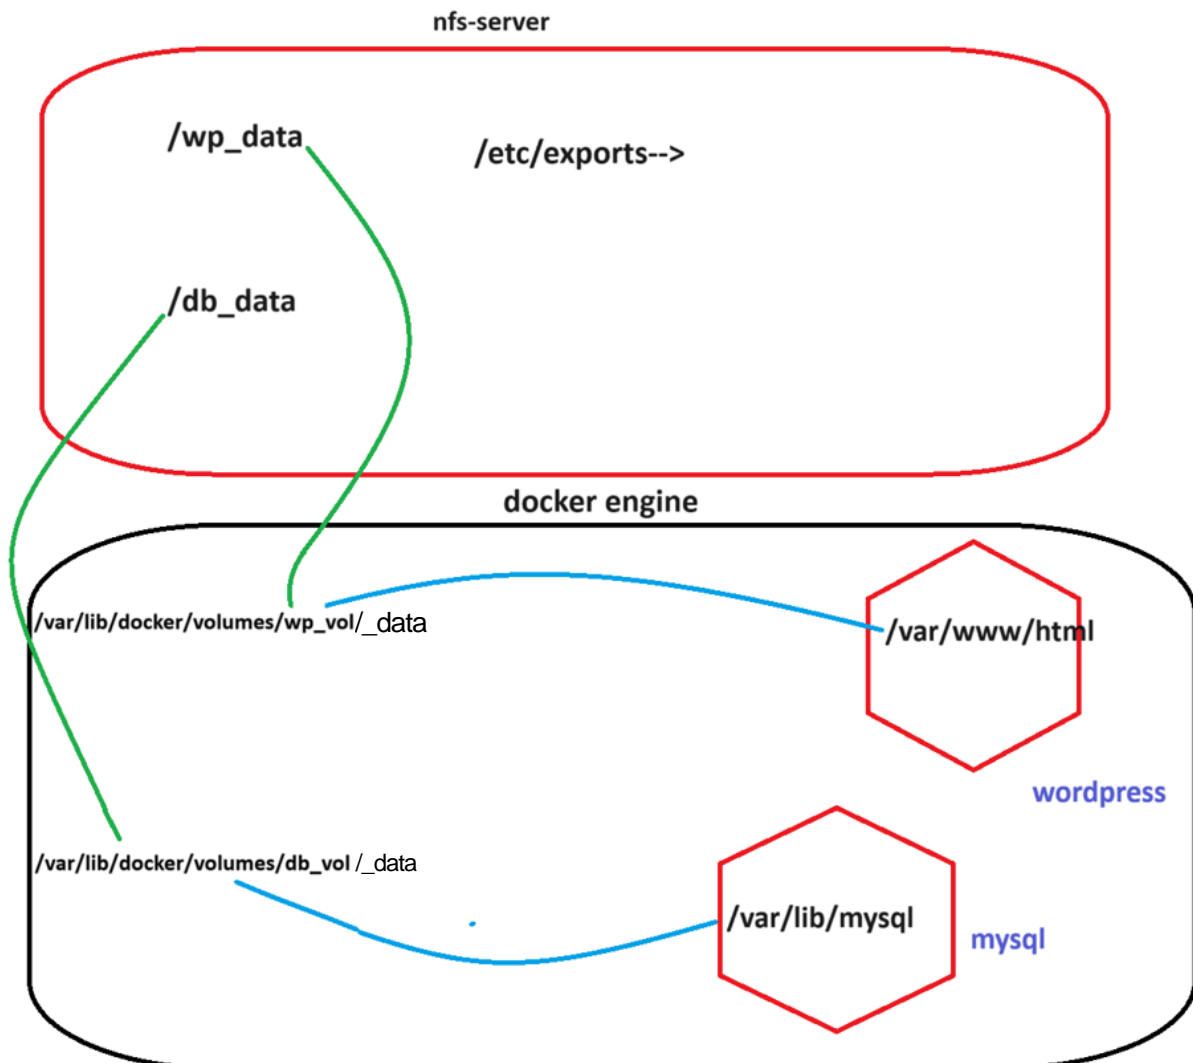 nfs-server
/wp_data
/etc/exports-->
/db_data
docker engine
/var/lib/docker/volumes/wp_vol/_data
/var/www/html
wordpress
/var/lib/docker/volumes/db_vol /_data
/var/lib/mysql
mysql